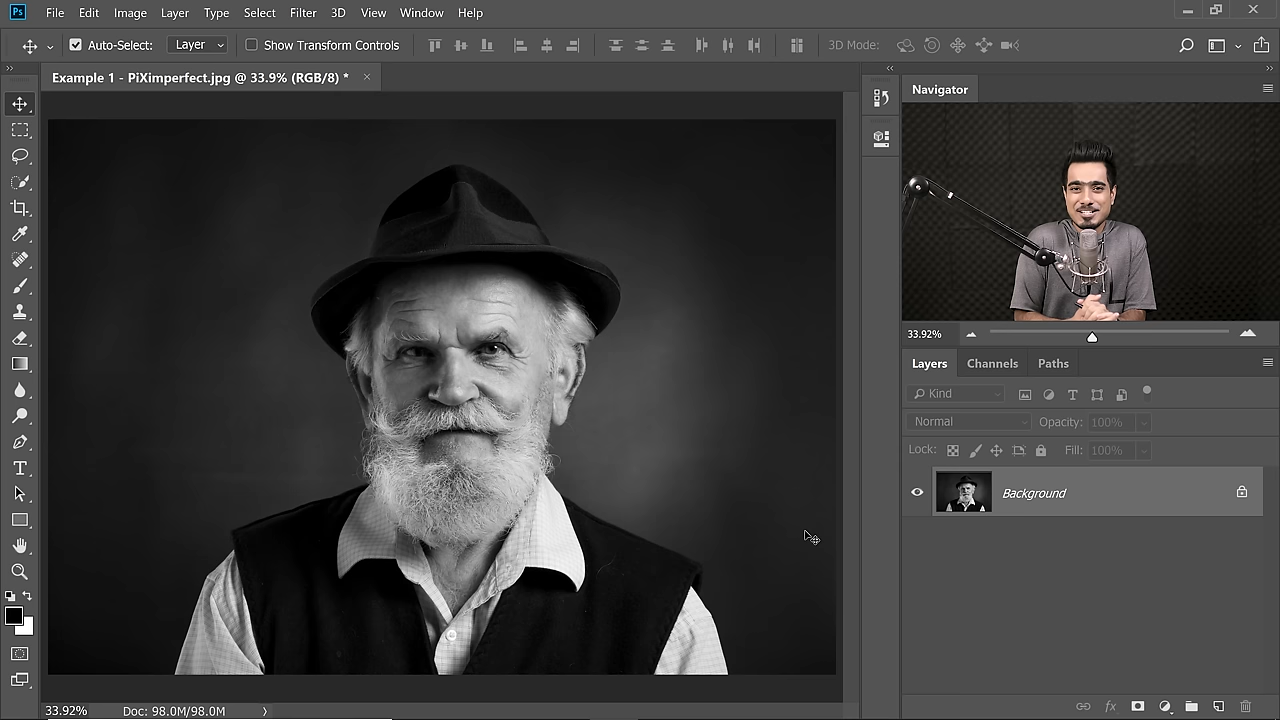 Ps File Edit Image Layer Type Select Filter 3D View Window Help
Auto-Select: Layer Show Transform Controls 3D Mode:
Example 1 - PiXimperfect.jpg @ 33.9% (RGB/8) * ×
Navigator
33.92%
Layers Channels Paths
Kind
Normal Opacity: 100%
Lock: Fill: 100%
Background
fx
33.92% Doc: 98.0M/98.0M